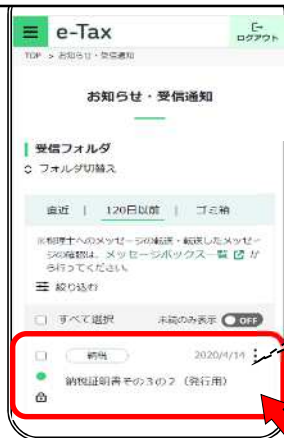 e-Tax
ログアウト
TOP > お知らせ・受信通知
お知らせ・受信通知
受信フォルダ
フォルダ切替え
直近 | 120日以前 | ゴミ箱
※税理士へのメッセージの転送・転送したメッセー
ジの確認は、メッセージボックス一覧 か
ら行ってください。
絞り込む
すべて選択 未読のみ表示 OFF
納税 2020/4/14
納税証明書その3の2（発行用）